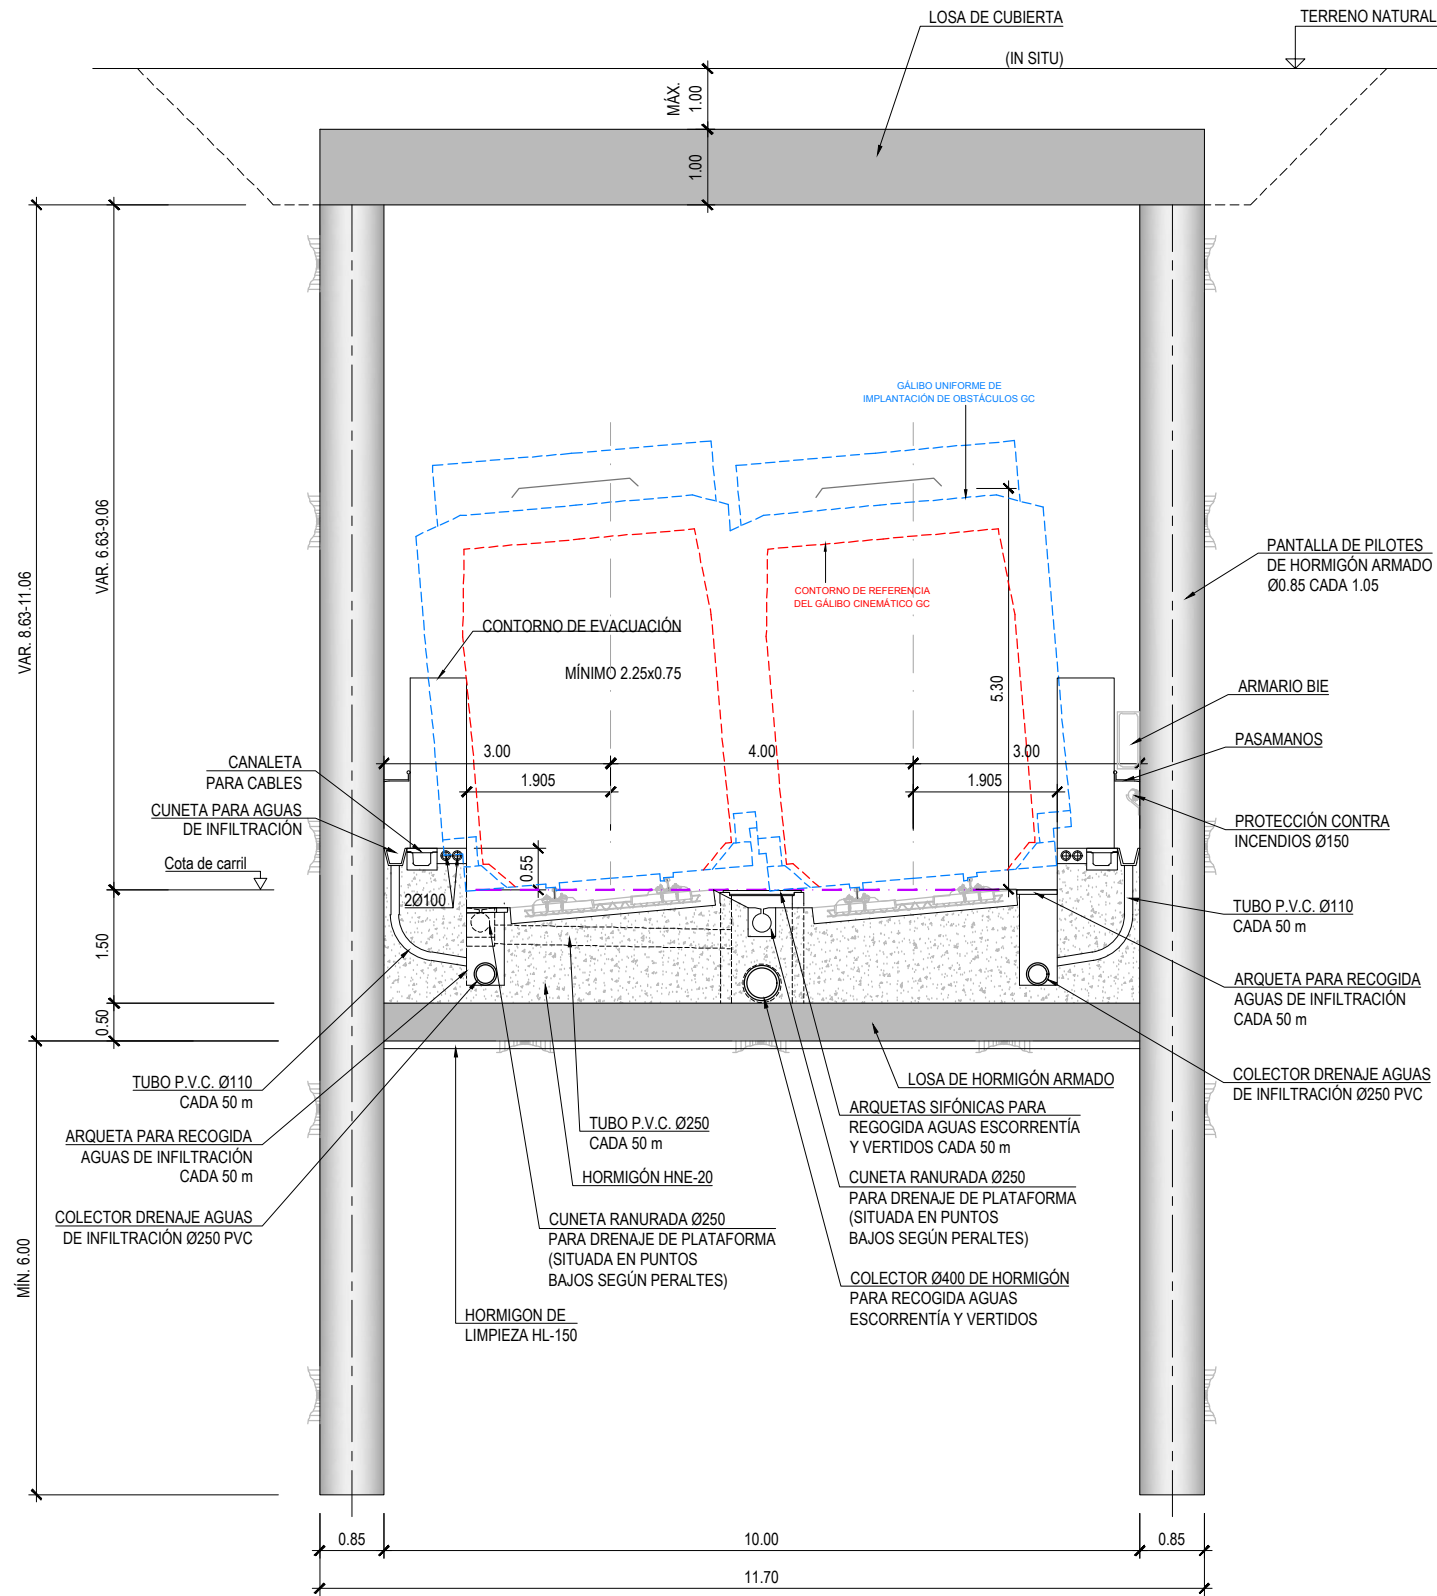 LOSA DE CUBIERTA
(IN SITU)
TERRENO NATURAL
MÁX.
1.00
1.00
GÁLIBO UNIFORME DE
IMPLANTACIÓN DE OBSTÁCULOS GC
VAR. 8.63-11.06
VAR. 6.63-9.06
CONTORNO DE REFERENCIA
DEL GÁLIBO CINEMÁTICO GC
PANTALLA DE PILOTES
DE HORMIGÓN ARMADO
Ø0.85 CADA 1.05
CONTORNO DE EVACUACIÓN
MÍNIMO 2.25x0.75
5.30
ARMARIO BIE
PASAMANOS
3.00
4.00
3.00
1.905
1.905
CANALETA
PARA CABLES
CUNETA PARA AGUAS
DE INFILTRACIÓN
PROTECCIÓN CONTRA
INCENDIOS Ø150
Cota de carril
0.55
2Ø100
TUBO P.V.C. Ø110
CADA 50 m
1.50
ARQUETA PARA RECOGIDA
AGUAS DE INFILTRACIÓN
CADA 50 m
0.50
COLECTOR DRENAJE AGUAS
DE INFILTRACIÓN Ø250 PVC
LOSA DE HORMIGÓN ARMADO
TUBO P.V.C. Ø110
CADA 50 m
ARQUETA PARA RECOGIDA
AGUAS DE INFILTRACIÓN
CADA 50 m
COLECTOR DRENAJE AGUAS
DE INFILTRACIÓN Ø250 PVC
TUBO P.V.C. Ø250
CADA 50 m
HORMIGÓN HNE-20
CUNETA RANURADA Ø250
PARA DRENAJE DE PLATAFORMA
(SITUADA EN PUNTOS
BAJOS SEGÚN PERALTES)
HORMIGON DE
LIMPIEZA HL-150
ARQUETAS SIFÓNICAS PARA
REGOGIDA AGUAS ESCORRENTÍA
Y VERTIDOS CADA 50 m
CUNETA RANURADA Ø250
PARA DRENAJE DE PLATAFORMA
(SITUADA EN PUNTOS
BAJOS SEGÚN PERALTES)
COLECTOR Ø400 DE HORMIGÓN
PARA RECOGIDA AGUAS
ESCORRENTÍA Y VERTIDOS
MÍN. 6.00
0.85
10.00
0.85
11.70